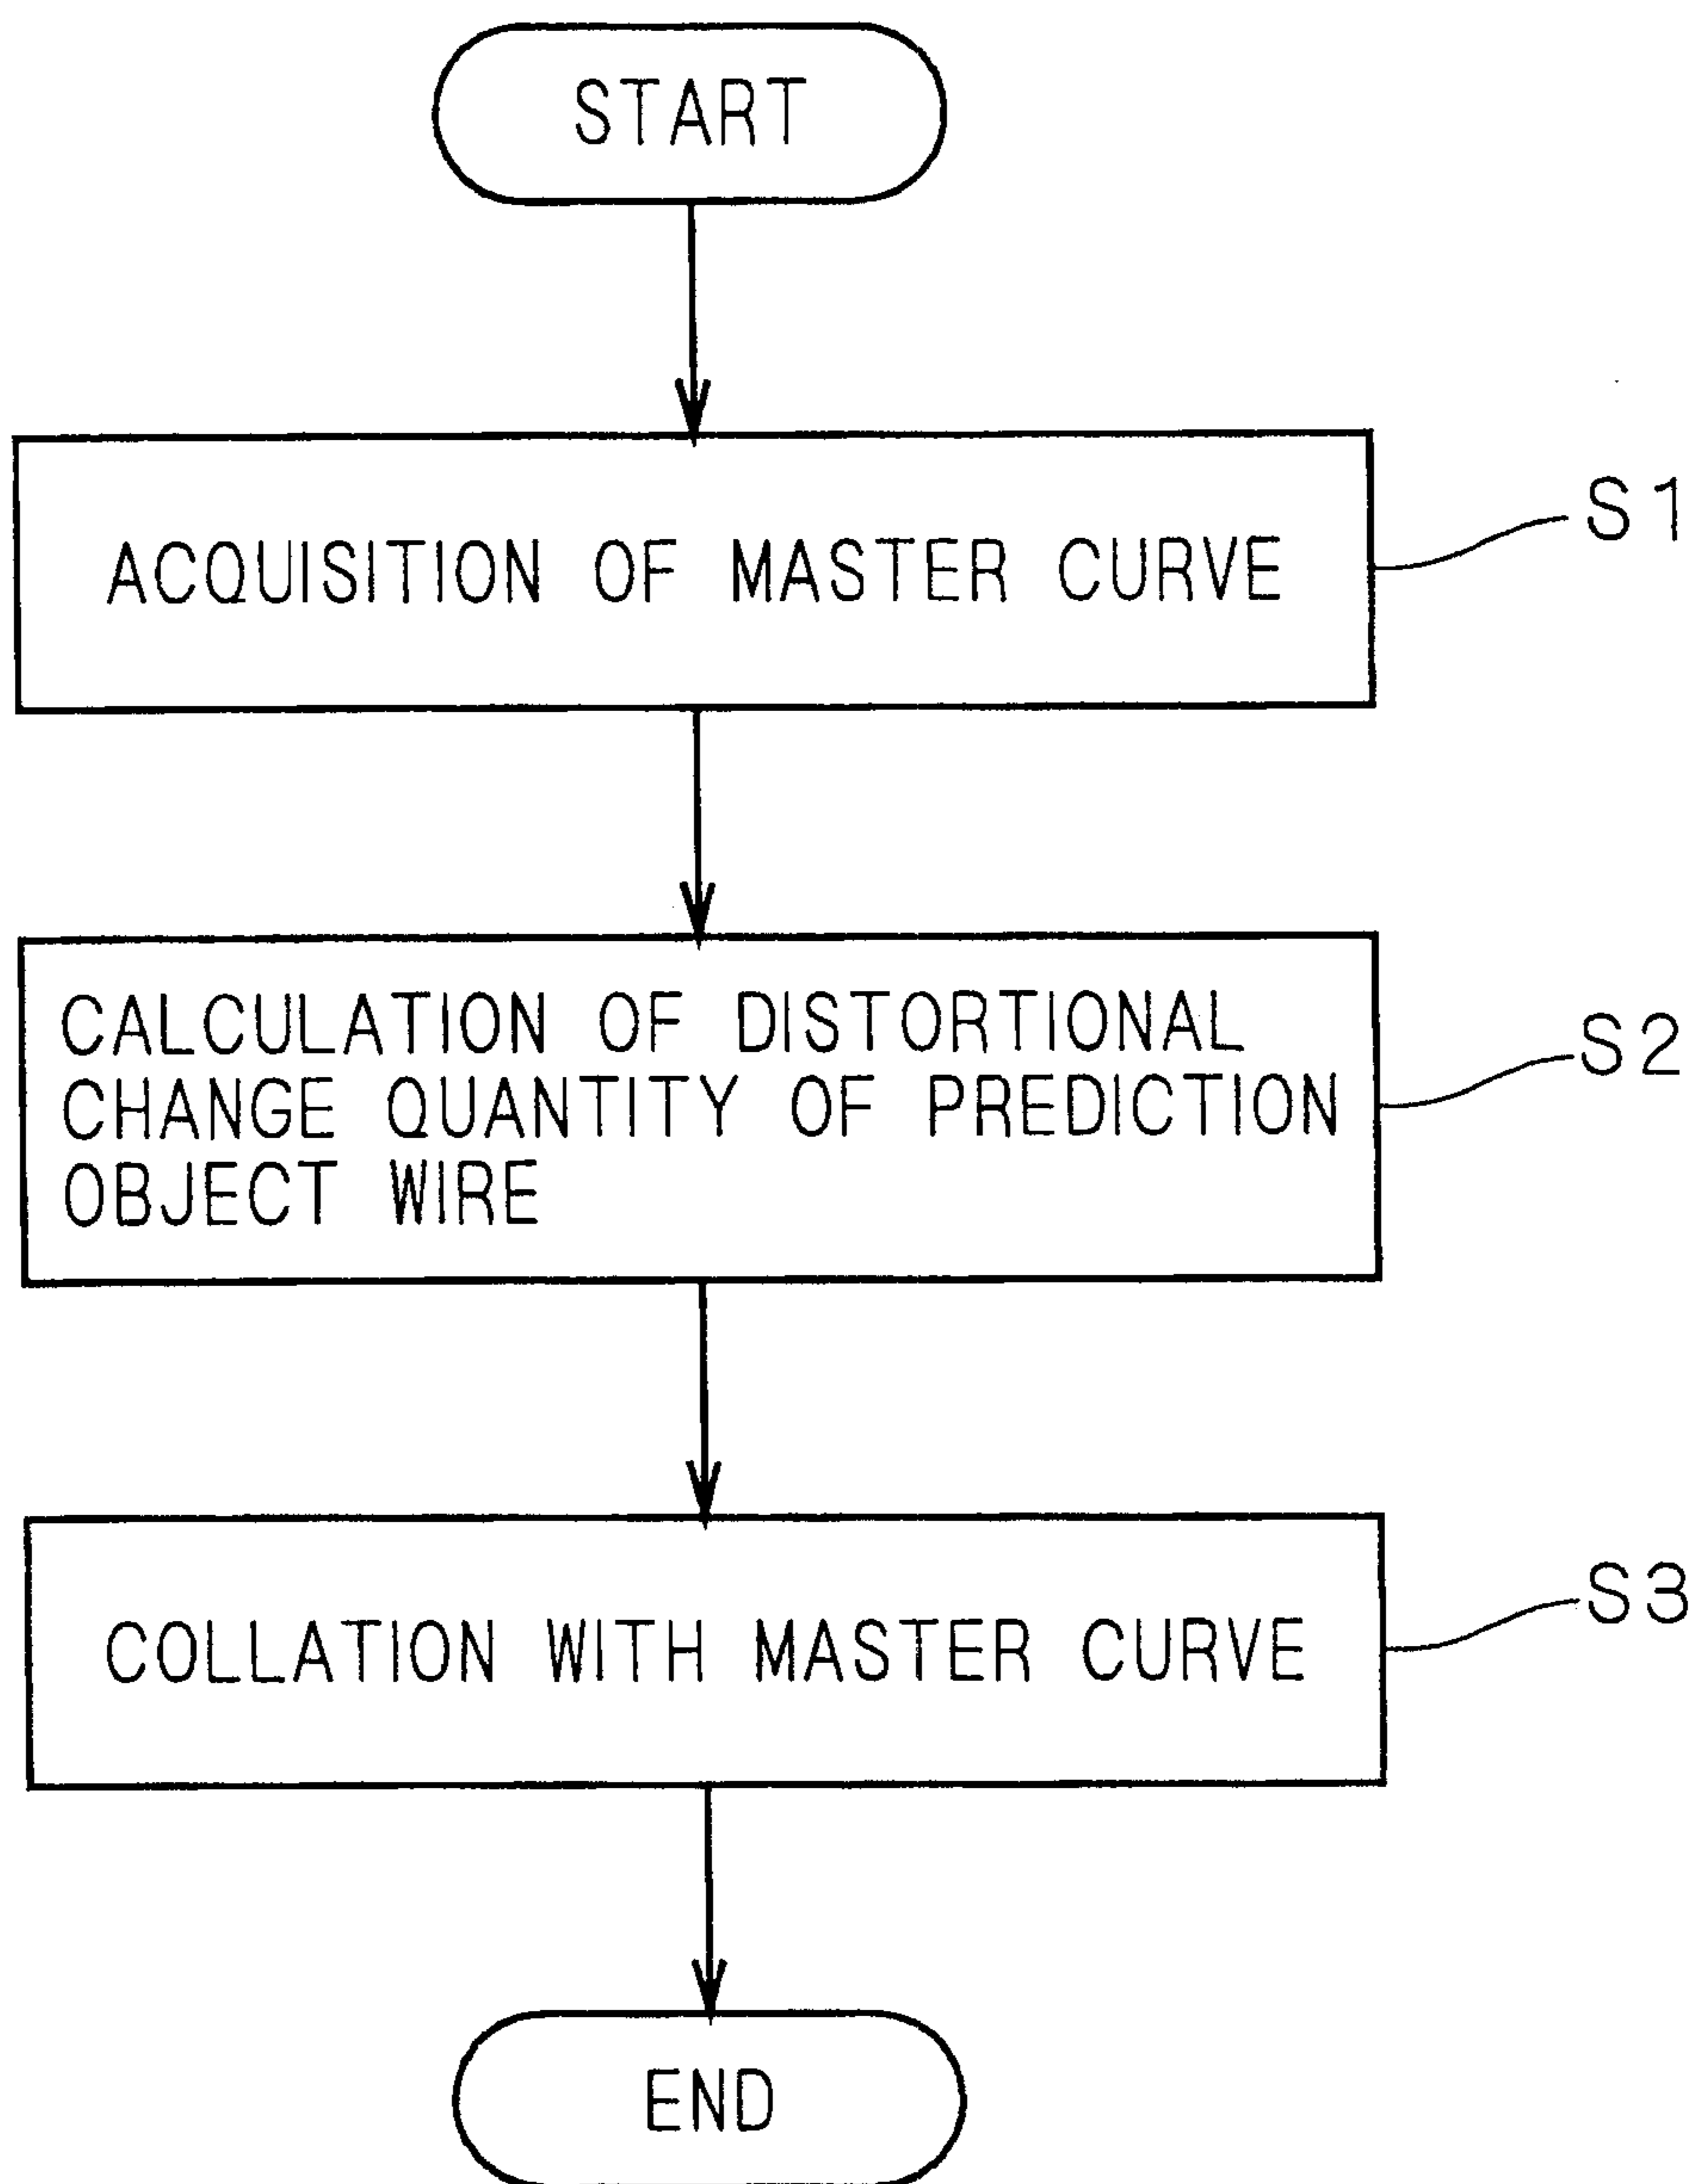 START
ACQUISITION OF MASTER CURVE
S1
CALCULATION OF DISTORTIONAL
CHANGE QUANTITY OF PREDICTION
OBJECT WIRE
S2
COLLATION WITH MASTER CURVE
S3
END